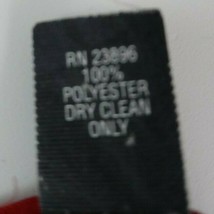 RN 23896
100%
POLYESTER
DRY CLEAN
ONLY